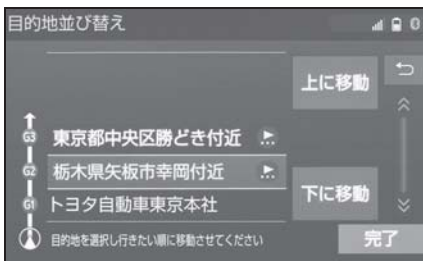 目的地並び替え
上に移動
G3 東京都中央区勝どき付近
G2 栃木県矢板市幸岡付近
G1 トヨタ自動車東京本社
下に移動
目的地を選択し行きたい順に移動させてください
完了